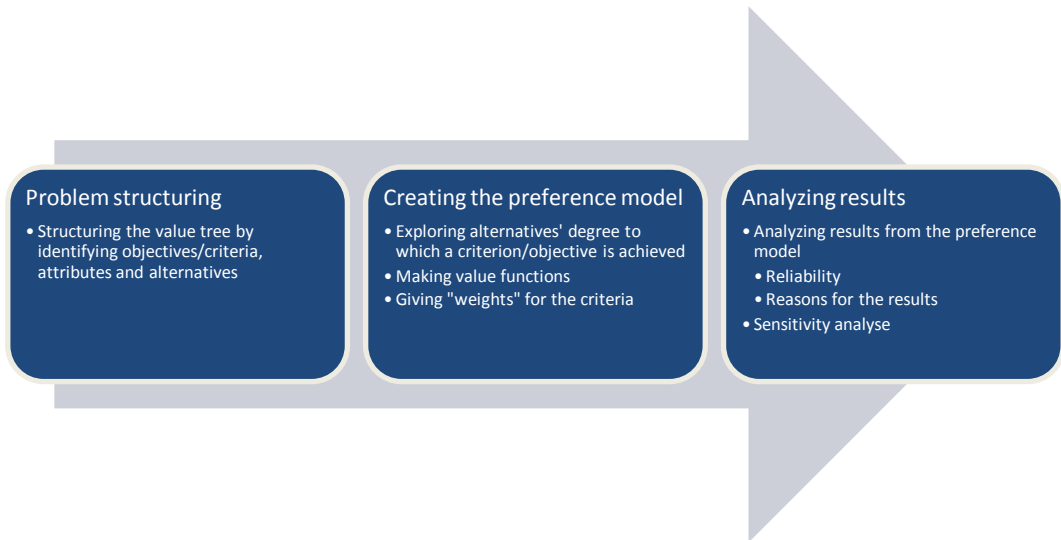 Problem structuring
• Structuring the value tree by
identifying objectives/criteria,
attributes and alternatives
Creating the preference model
• Exploring alternatives' degree to
which a criterion/objective is achieved
• Making value functions
• Giving "weights" for the criteria
Analyzing results
• Analyzing results from the preference
model
• Reliability
• Reasons for the results
• Sensitivity analyse